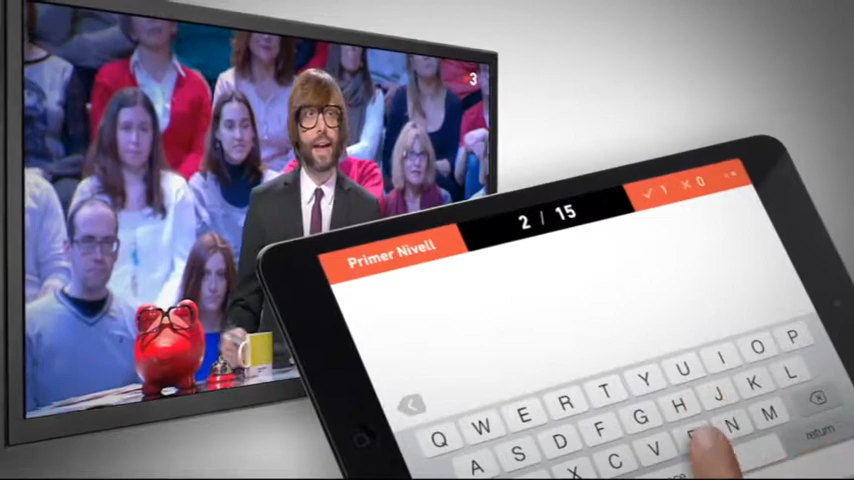 3
Primer Nivell
2 / 15
✓ 1 ✕ 0
Q W E R T Y U I O P
A S D F G H J K L
X C V N M
return